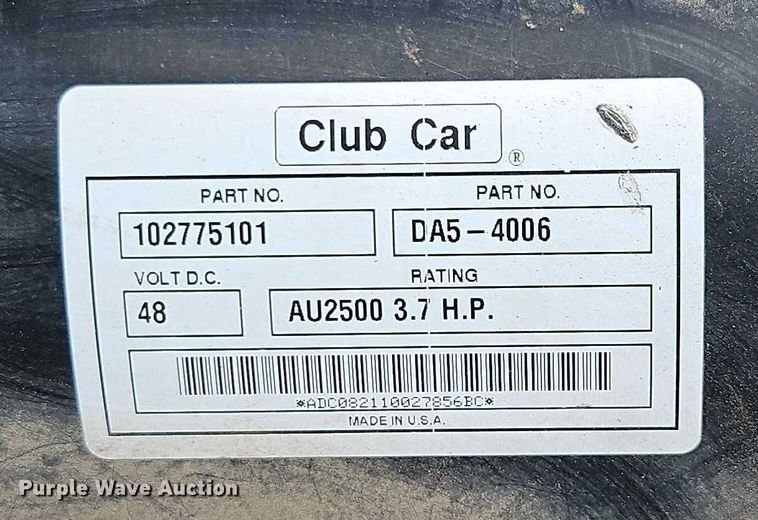 Club Car ®
PART NO. PART NO.
102775101 DA5-4006
VOLT D.C. RATING
48 AU2500 3.7 H.P.
*ADC082110027856BC*
MADE IN U.S.A.
Purple Wave Auction